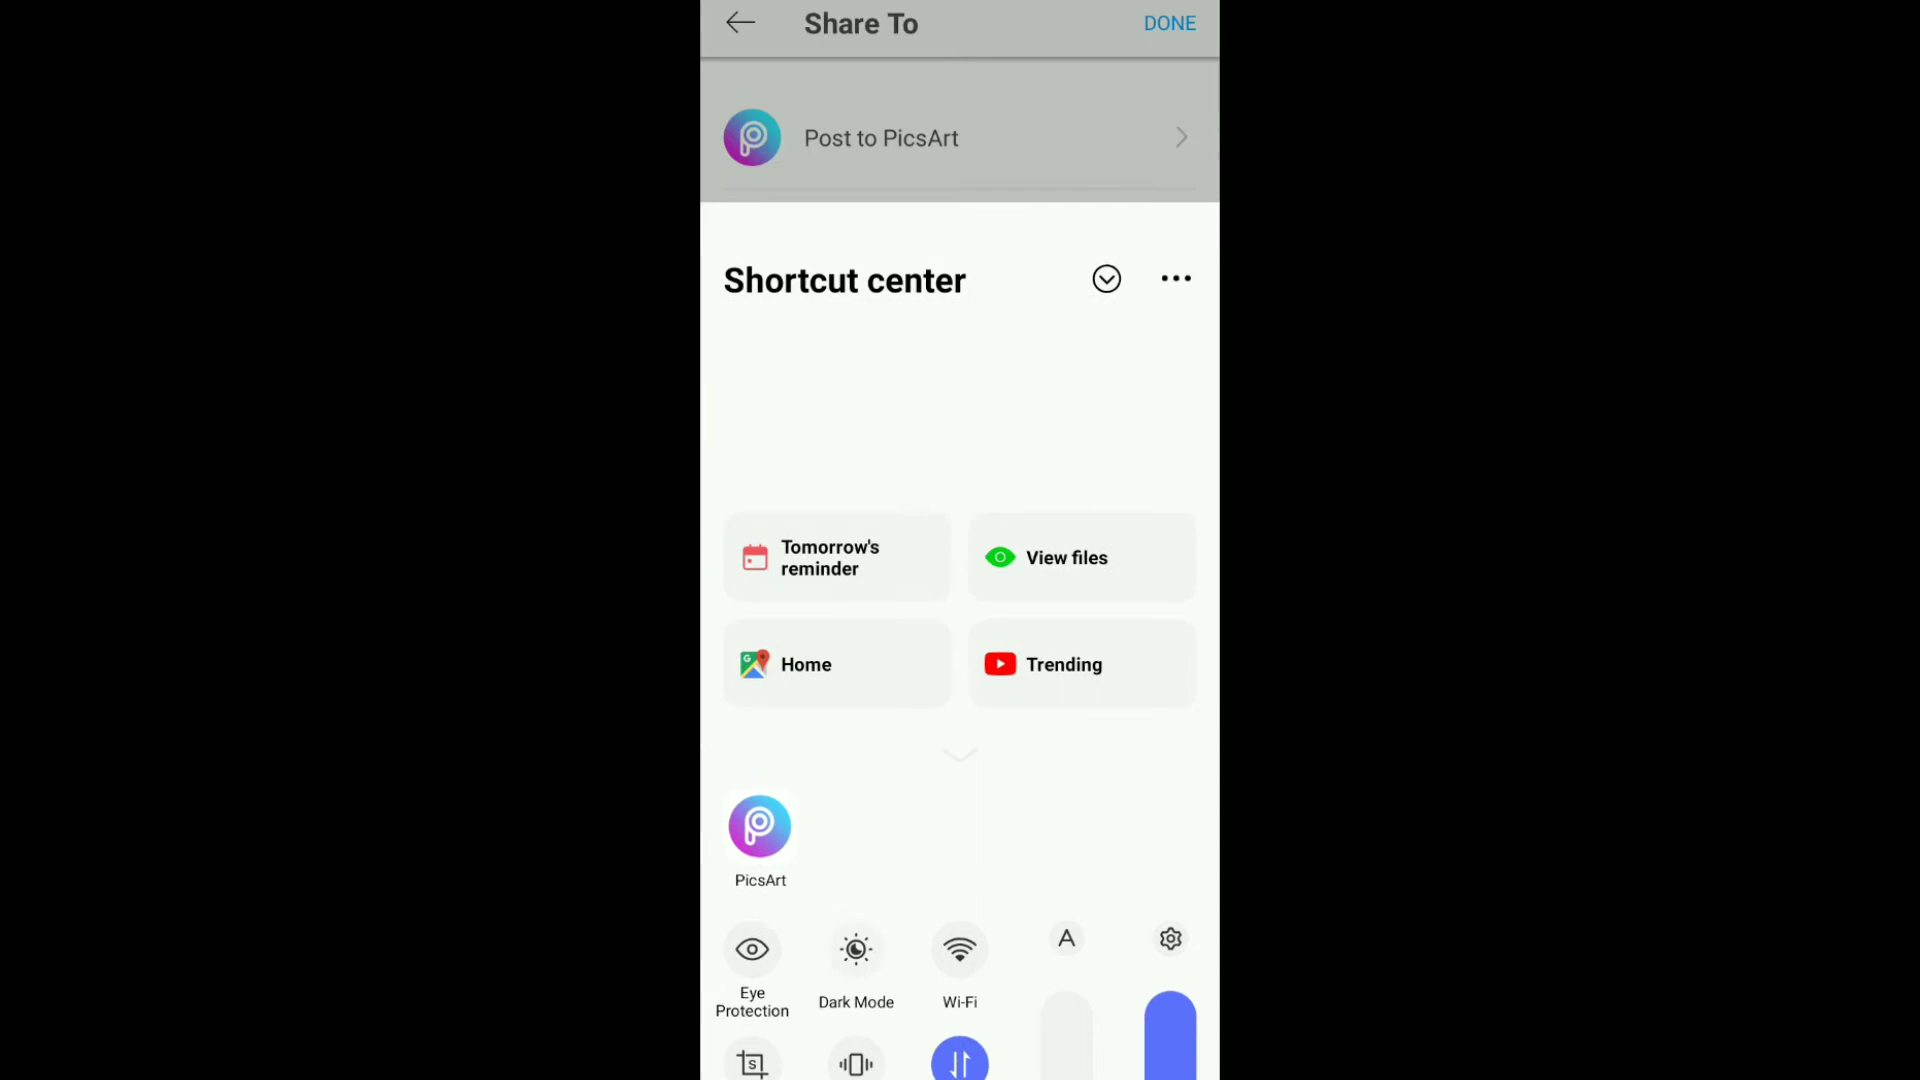 Share To
DONE
Post to PicsArt
Shortcut center
Tomorrow's
reminder
View files
Home
Trending
PicsArt
A
Eye
Protection
Dark Mode
Wi-Fi
S